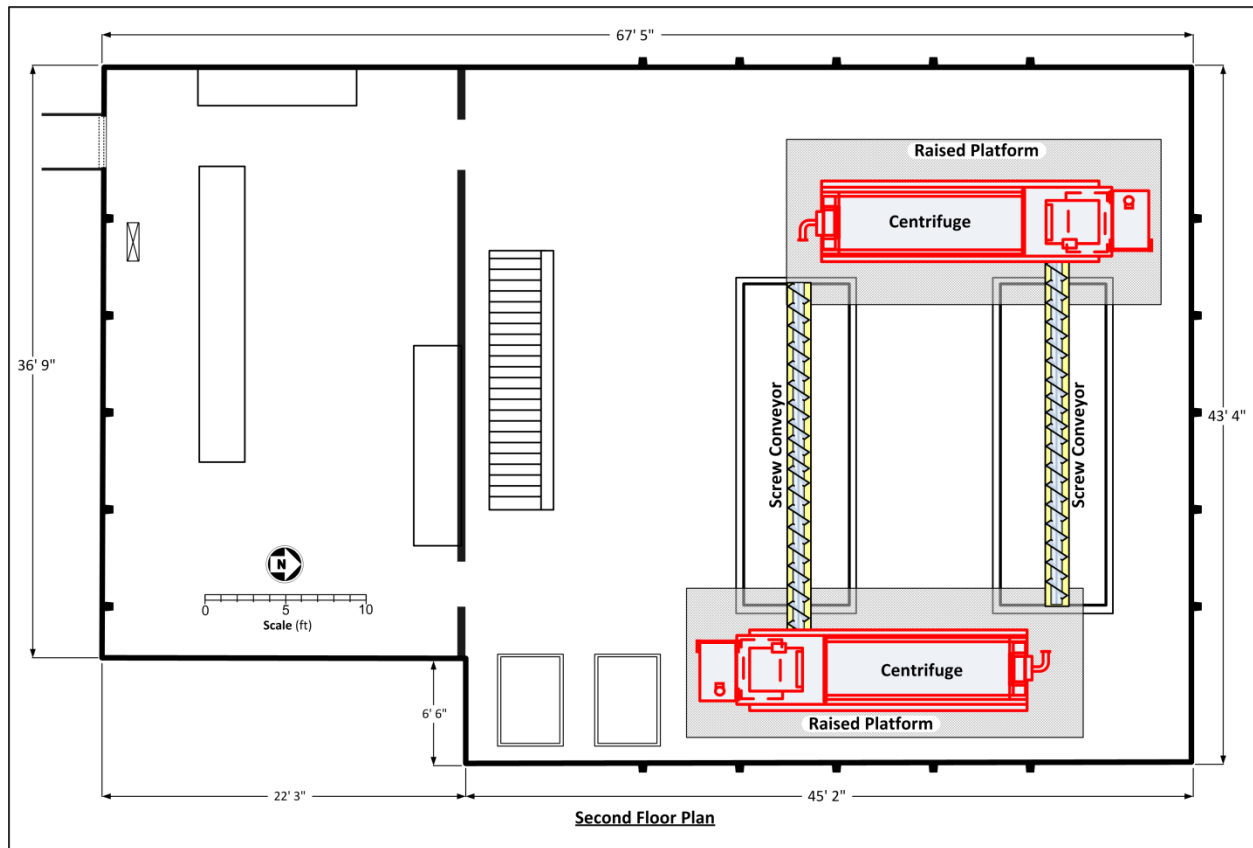 67' 5"
Raised Platform
Centrifuge
36' 9"
43' 4"
Screw Conveyor
Screw Conveyor
N
0 5 10
Scale (ft)
Centrifuge
Raised Platform
6' 6"
22' 3"
45' 2"
Second Floor Plan